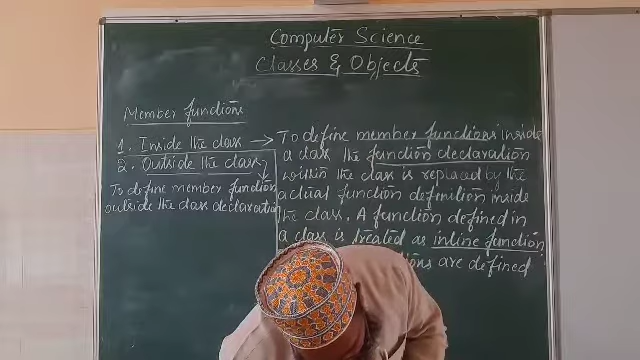 Computer Science
Classes & Objects
Member functions
1. Inside the class →
2. Outside the class
To define member function
outside the class declaration
To define member functions inside
a class the function declaration
within the class is replaced by the
actual function definition inside
the class. A function defined in
a class is treated as inline function
are defined